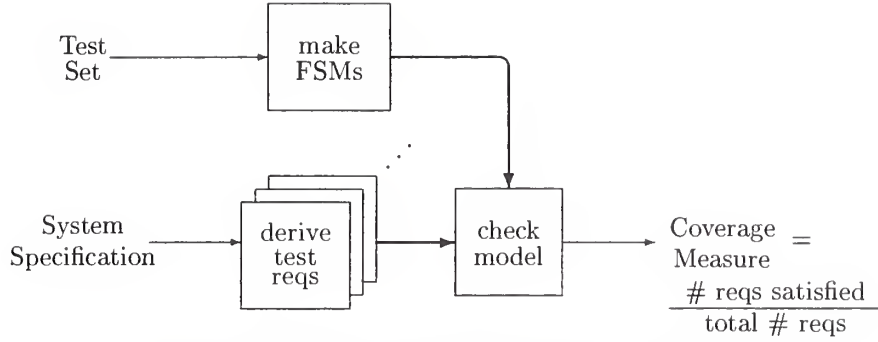 Test
Set
make
FSMs
System
Specification
derive
test
reqs
check
model
Coverage =
Measure
# reqs satisfied
total # reqs